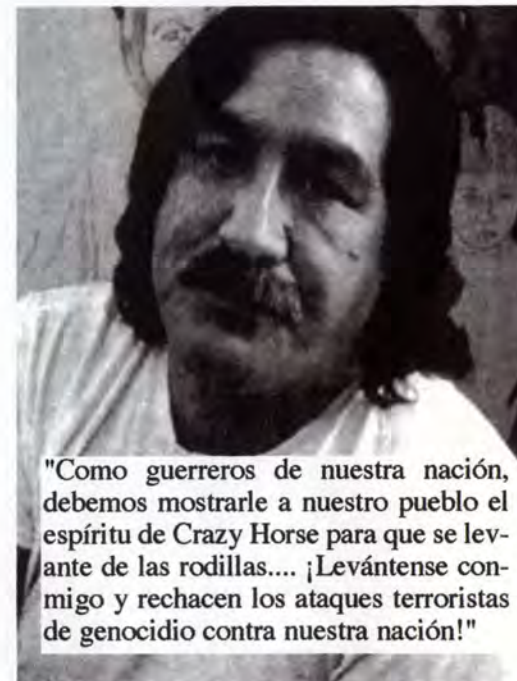 "Como guerreros de nuestra nación,
debemos mostrarle a nuestro pueblo el
espíritu de Crazy Horse para que se lev-
ante de las rodillas.... ¡Levántense con-
migo y rechacen los ataques terroristas
de genocidio contra nuestra nación!"